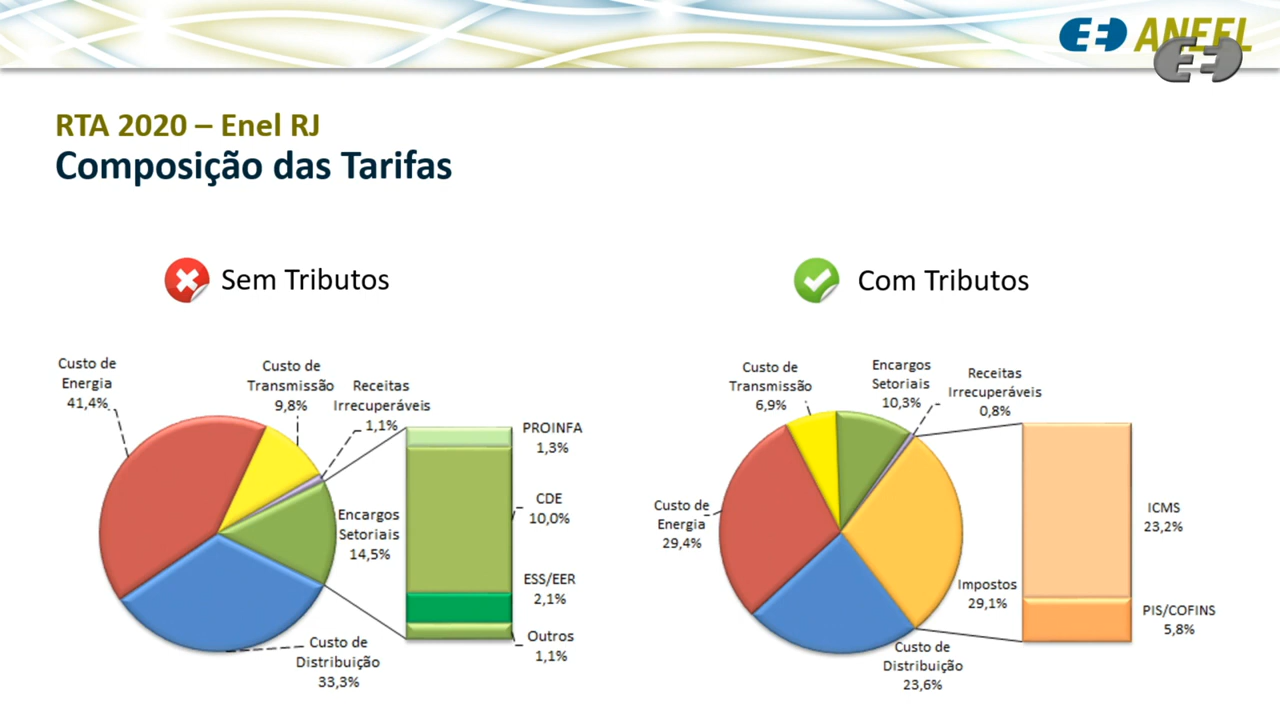 ANEEL
RTA 2020 – Enel RJ
Composição das Tarifas
Sem Tributos
Custo de
Energia
41,4%
Custo de
Transmissão
9,8%
Receitas
Irrecuperáveis
1,1%
PROINFA
1,3%
CDE
10,0%
Encargos
Setoriais
14,5%
ESS/EER
2,1%
Outros
1,1%
Custo de
Distribuição
33,3%
Com Tributos
Custo de
Transmissão
6,9%
Encargos
Setoriais
10,3%
Receitas
Irrecuperáveis
0,8%
Custo de
Energia
29,4%
ICMS
23,2%
Impostos
29,1%
PIS/COFINS
5,8%
Custo de
Distribuição
23,6%